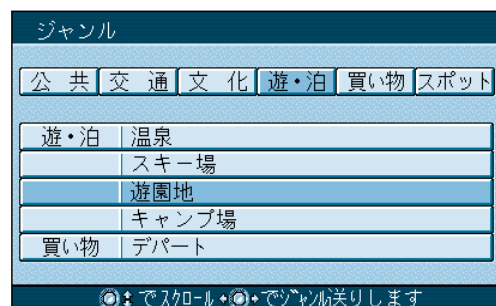 ジャンル
公共 交通 文化 遊・泊 買い物 スポット
遊・泊 温泉
スキー場
遊園地
キャンプ場
買い物 デパート
でスクロール でジャンル送りします